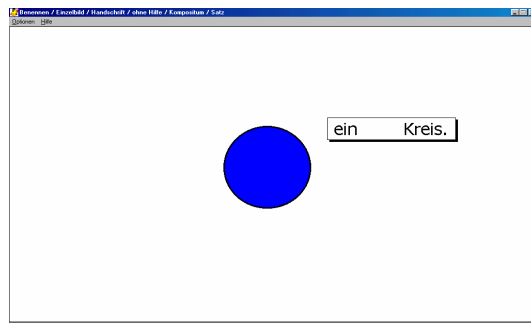 Benennen / Einzelbild / Handschrift / ohne Hilfe / Kompositum / Satz
Optionen Hilfe
ein Kreis.